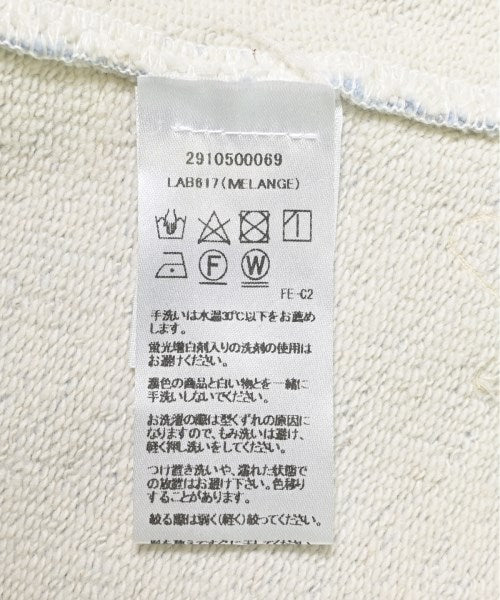 2910500069
LAB617(MELANGE)
F W
FE-C2
手洗いは水温30℃以下をお薦め
します。
蛍光増白剤入りの洗剤の使用は
お避けください。
濃色の商品と白い物とを一緒に
手洗いしないでください。
お洗濯の際は型くずれの原因に
なりますので、もみ洗いは避け、
軽く押し洗いをしてください。
つけ置き洗いや、濡れた状態で
の放置はお避け下さい。色移り
することがあります。
絞る際は弱く(軽く)絞ってください。